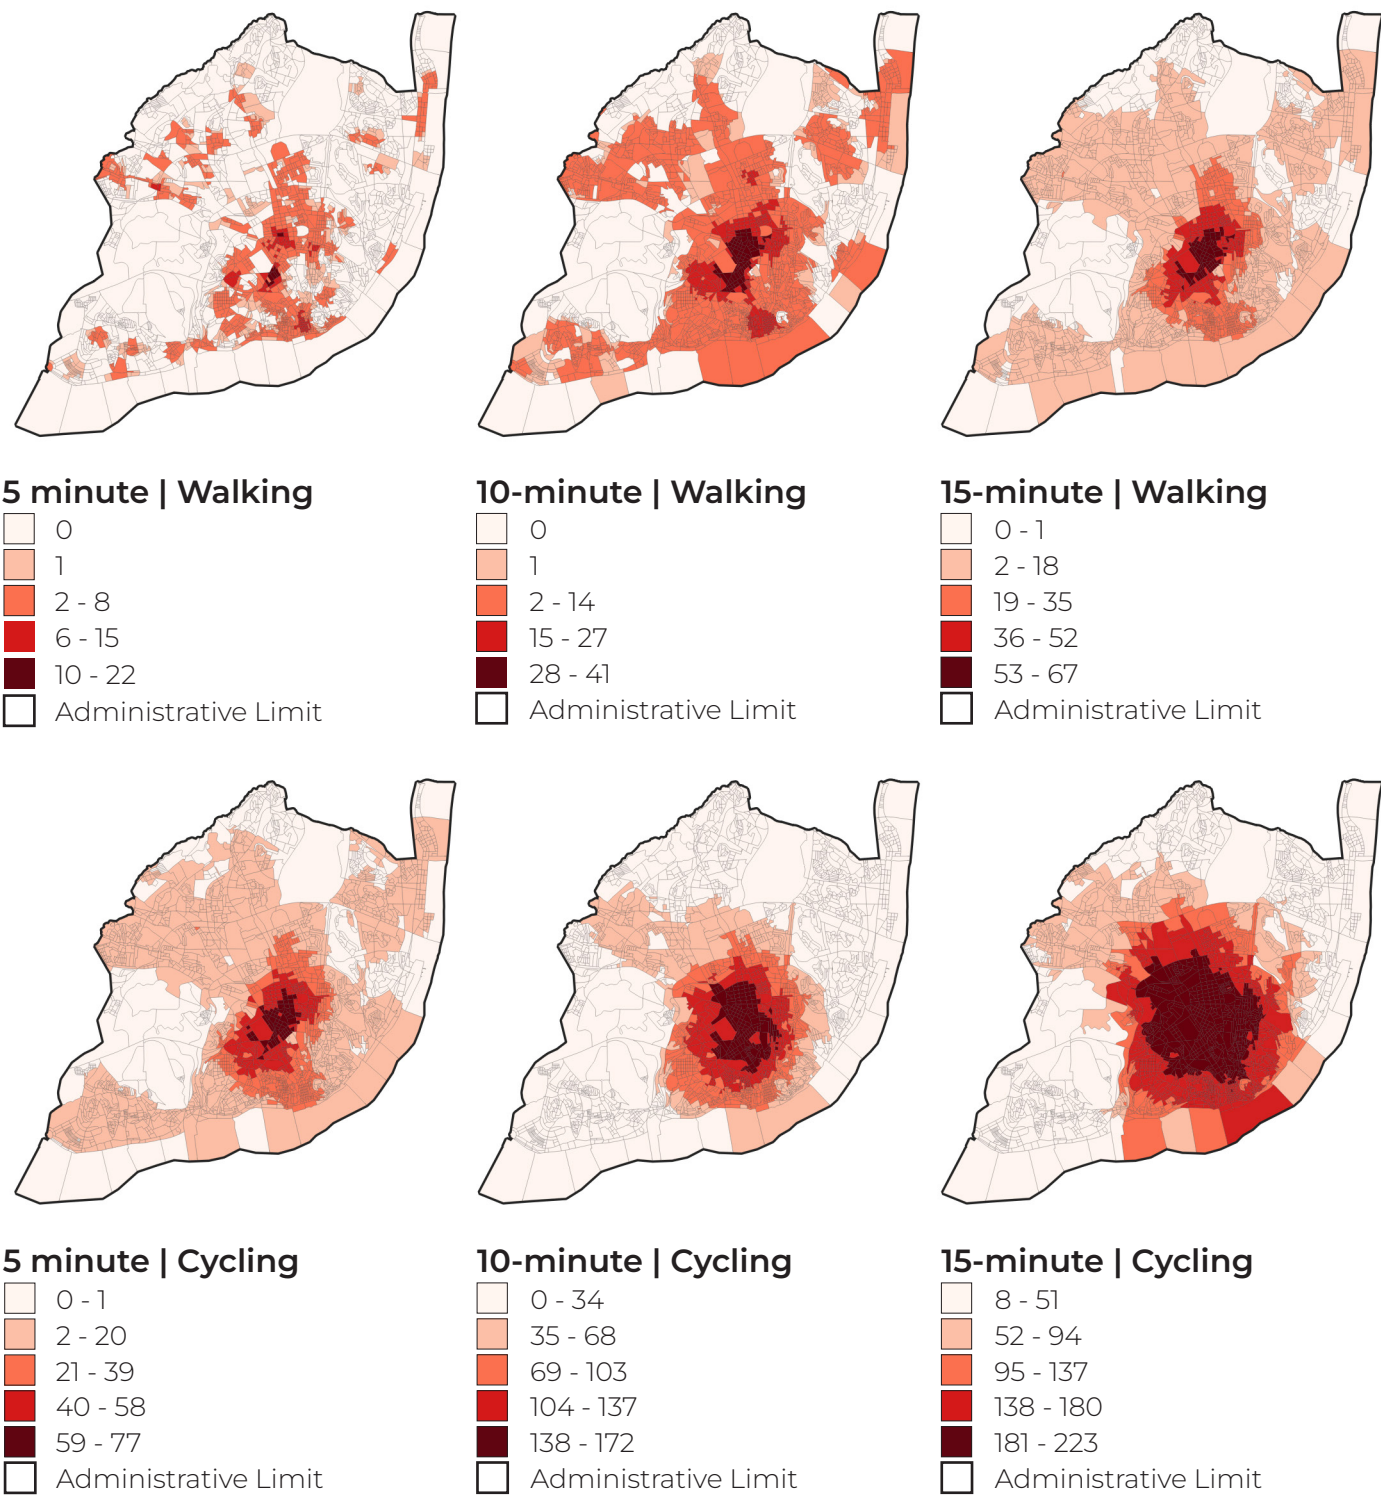 5 minute | Walking
0
1
2 - 8
6 - 15
10 - 22
Administrative Limit
10-minute | Walking
0
1
2 - 14
15 - 27
28 - 41
Administrative Limit
15-minute | Walking
0 - 1
2 - 18
19 - 35
36 - 52
53 - 67
Administrative Limit
5 minute | Cycling
0 - 1
2 - 20
21 - 39
40 - 58
59 - 77
Administrative Limit
10-minute | Cycling
0 - 34
35 - 68
69 - 103
104 - 137
138 - 172
Administrative Limit
15-minute | Cycling
8 - 51
52 - 94
95 - 137
138 - 180
181 - 223
Administrative Limit